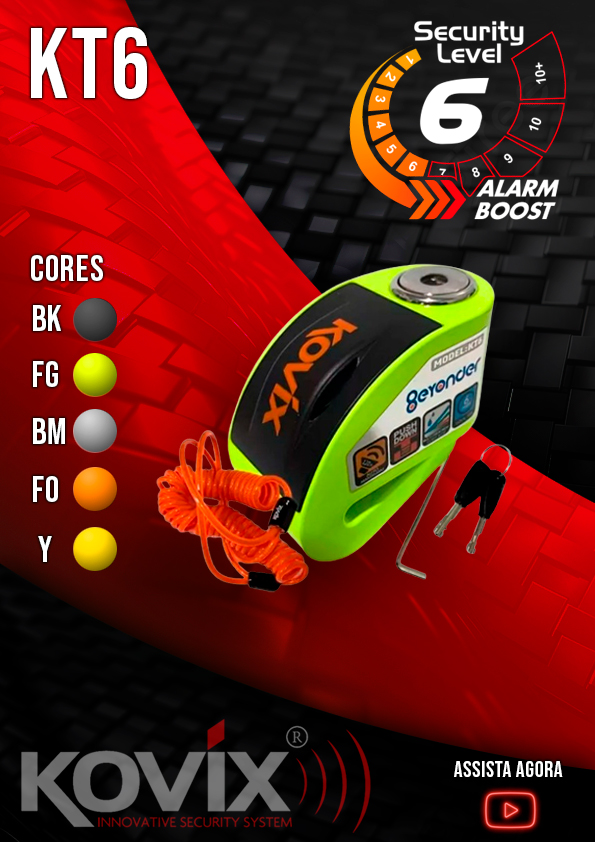 KT6
Security
Level
6
1
2
3
4
5
6
7
8
9
10
10+
ALARM
BOOST
CORES
BK
FG
BM
FO
Y
KOVIX
MODEL:KT6
Beyonder
PUSH
DOWN
KOVIX®
INNOVATIVE SECURITY SYSTEM
ASSISTA AGORA